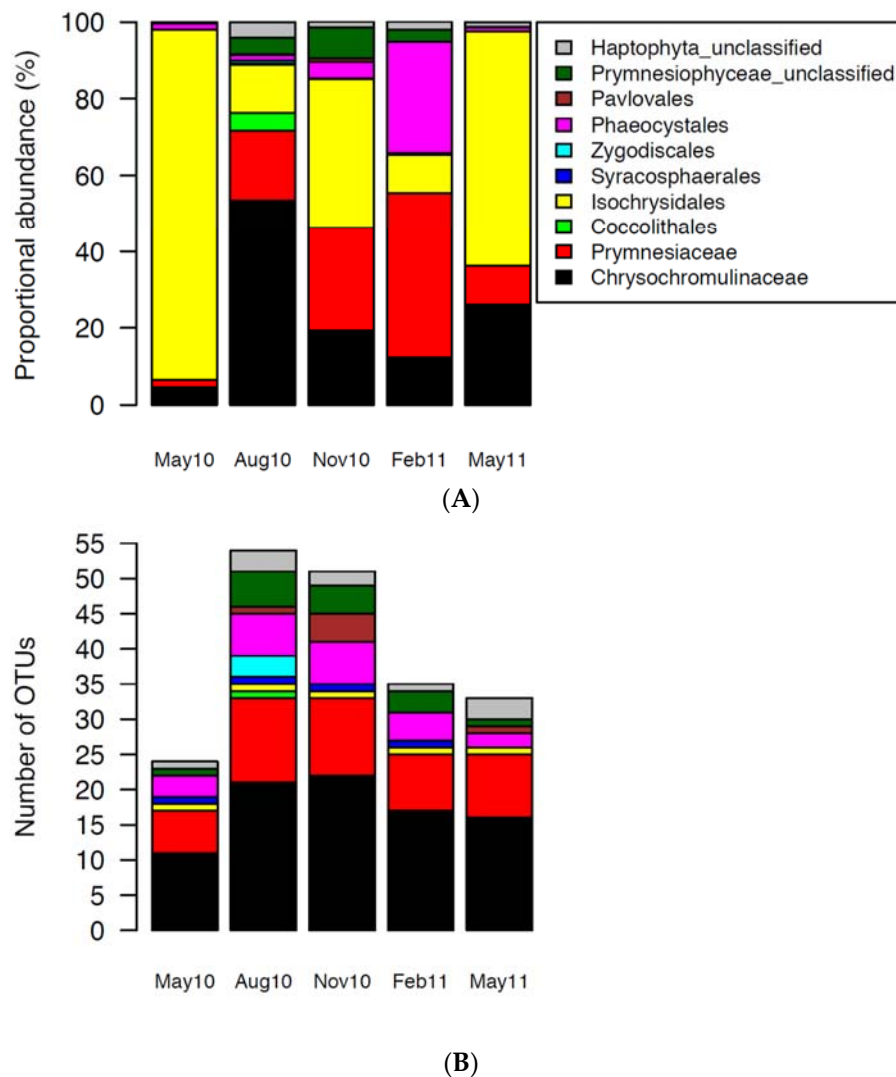 Proportional abundance (%)
100
80
60
40
20
0
May10 Aug10 Nov10 Feb11 May11
Haptophyta_unclassified
Prymnesiophyceae_unclassified
Pavlovales
Phaeocystales
Zygodiscales
Syracosphaerales
Isochrysidales
Coccolithales
Prymnesiaceae
Chrysochromulinaceae
(A)
Number of OTUs
55
50
45
40
35
30
25
20
15
10
5
0
May10 Aug10 Nov10 Feb11 May11
(B)